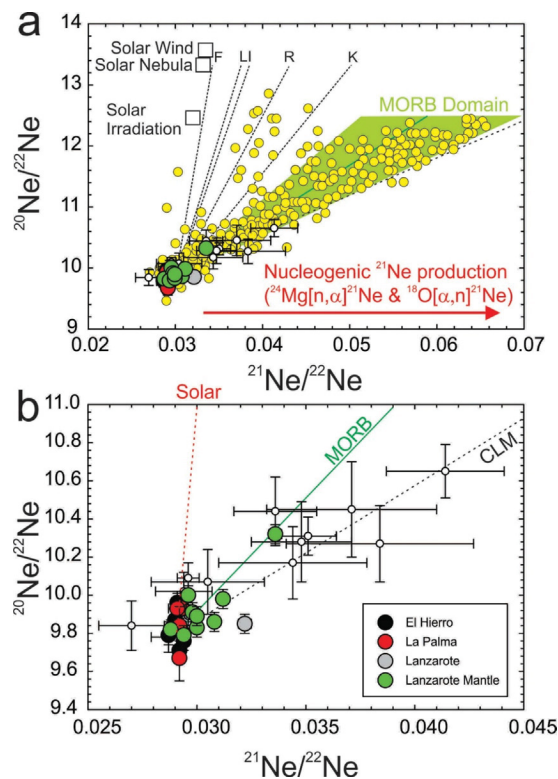 a
14
13
12
11
10
9
²⁰Ne/²²Ne
Solar Wind
Solar Nebula
Solar
Irradiation
F
LI
R
K
MORB Domain
Nucleogenic ²¹Ne production
(²⁴Mg[n,α]²¹Ne & ¹⁸O[α,n]²¹Ne)
0.02
0.03
0.04
0.05
0.06
0.07
²¹Ne/²²Ne
b
Solar
MORB
CLM
11.0
10.8
10.6
10.4
10.2
10.0
9.8
9.6
9.4
²⁰Ne/²²Ne
El Hierro
La Palma
Lanzarote
Lanzarote Mantle
0.025
0.030
0.035
0.040
0.045
²¹Ne/²²Ne